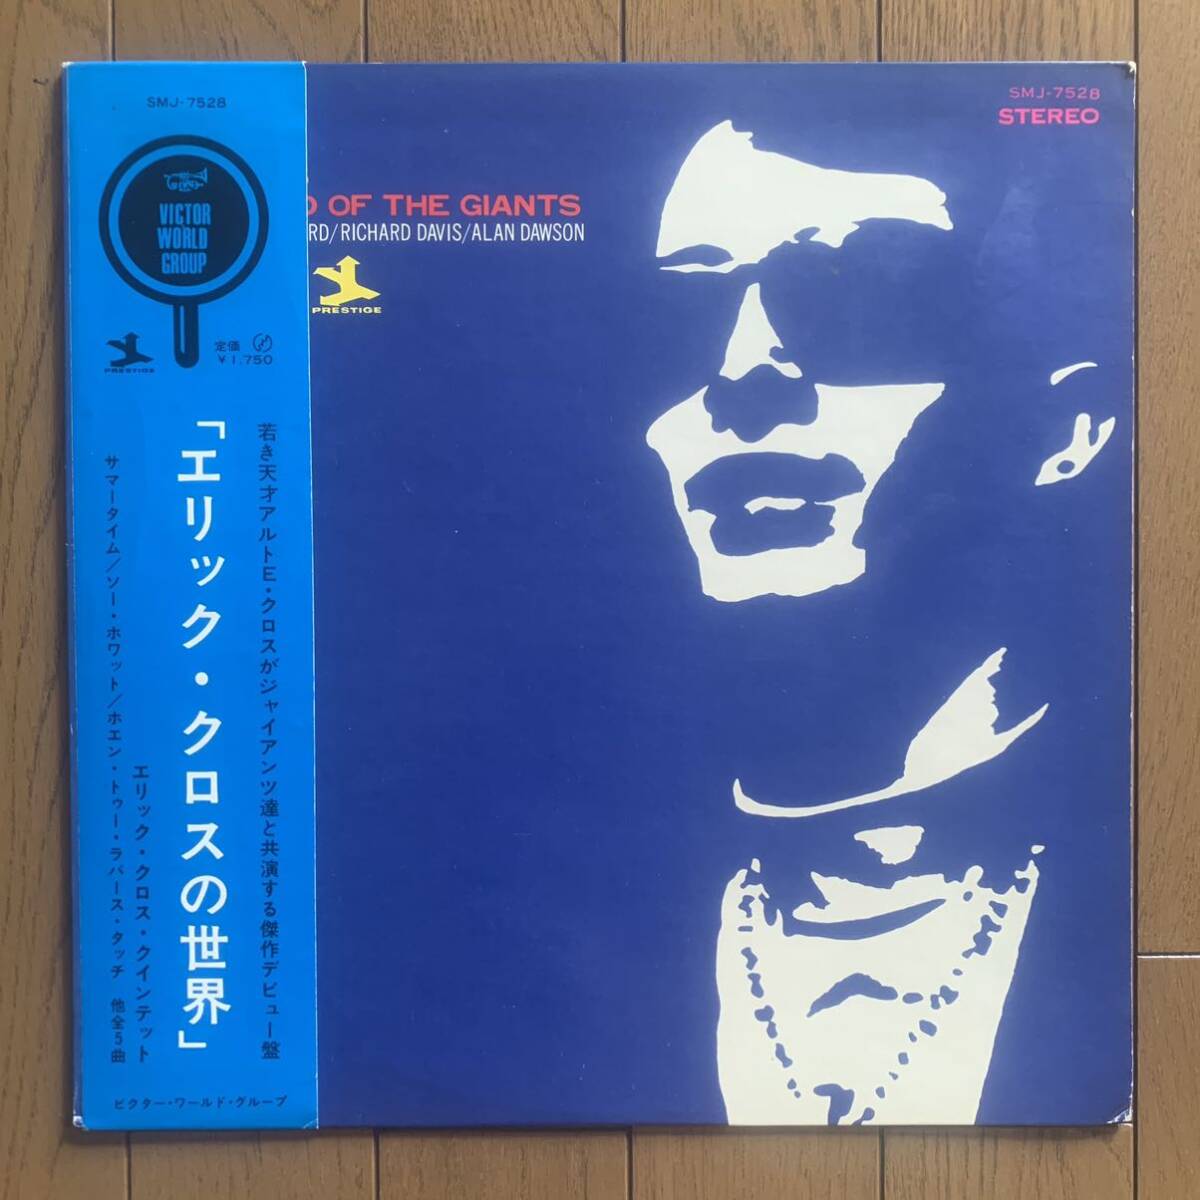 SMJ-7528
VICTOR
WORLD
GROUP
PRESTIGE
定価
¥1,750
若き天才アルトE・クロスがジャイアンツ達と共演する傑作デビュー盤
「エリック・クロスの世界」
エリック・クロス・クインテット
サマータイム/ソー・ホワット/ホエン・トゥー・ラバース・タッチ 他全5曲
ビクター・ワールド・グループ
SMJ-7528
STEREO
OF THE GIANTS
RD/RICHARD DAVIS/ALAN DAWSON
PRESTIGE